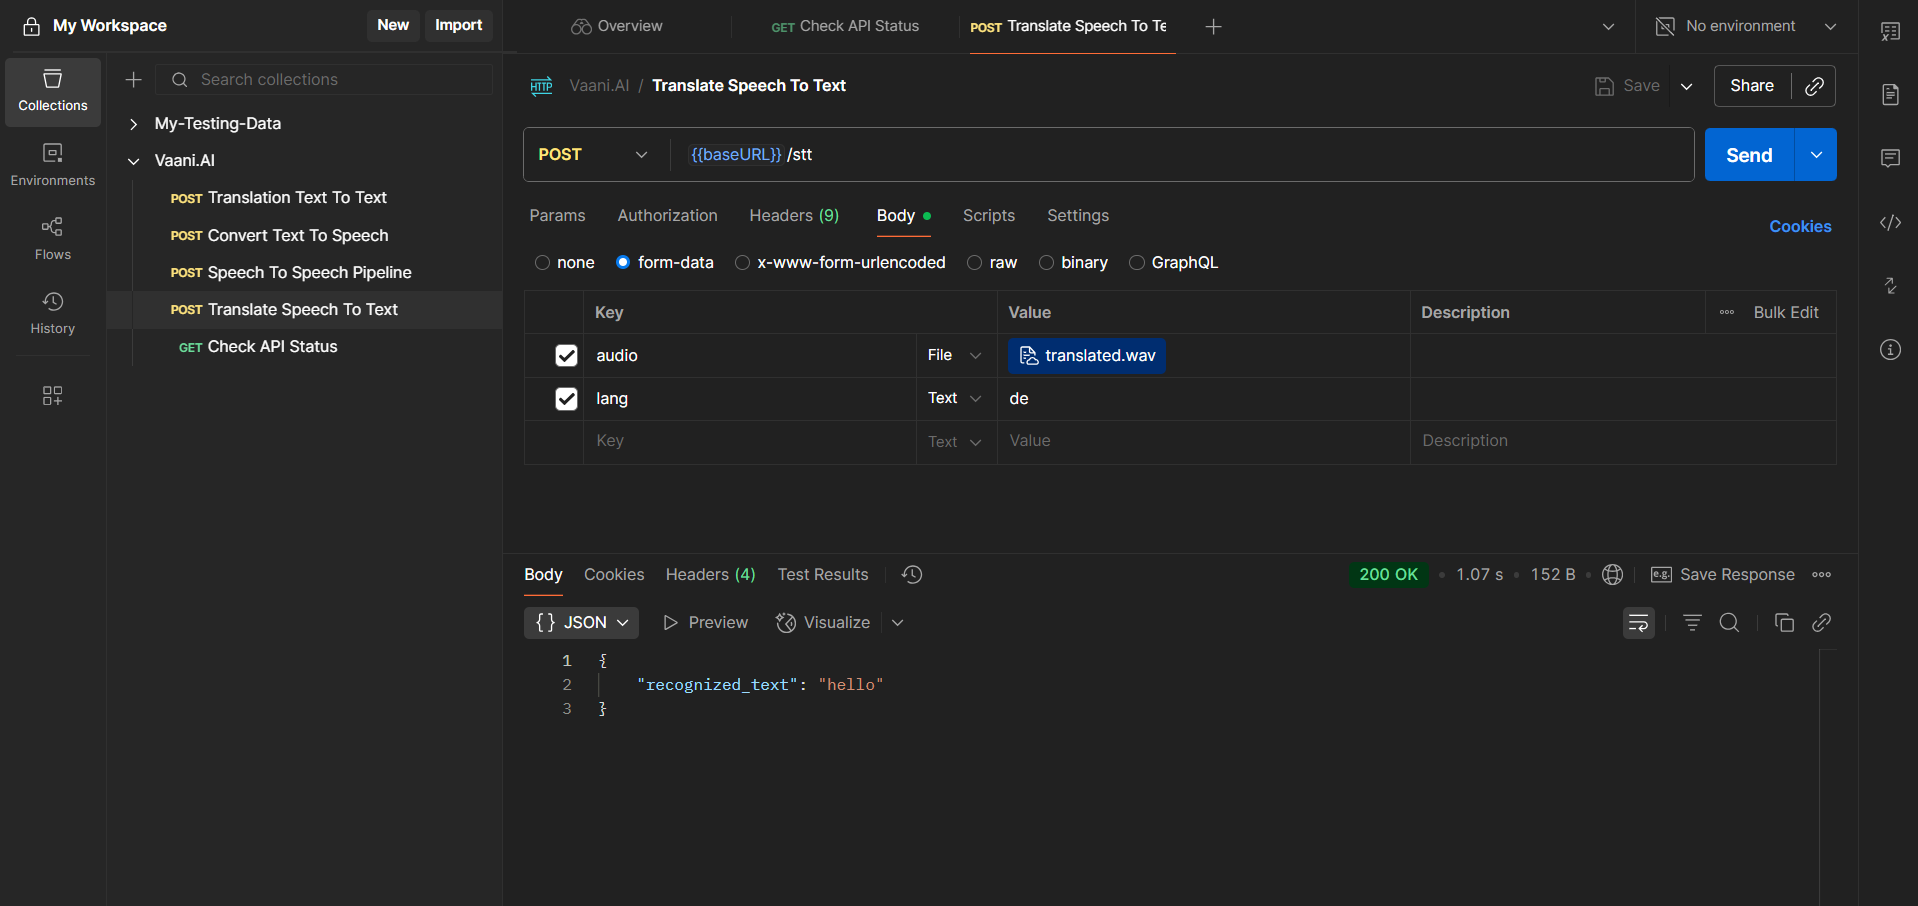 My Workspace
New
Import
Overview
GET Check API Status
POST Translate Speech To Te
No environment
Collections
Environments
Flows
History
Search collections
My-Testing-Data
Vaani.AI
POST Translation Text To Text
POST Convert Text To Speech
POST Speech To Speech Pipeline
POST Translate Speech To Text
GET Check API Status
HTTP Vaani.AI / Translate Speech To Text
Save
Share
POST {{baseURL}} /stt
Send
Params Authorization Headers (9) Body Scripts Settings
Cookies
none form-data x-www-form-urlencoded raw binary GraphQL
Key Value Description Bulk Edit
audio File translated.wav
lang Text de
Key Text Value Description
Body Cookies Headers (4) Test Results
200 OK 1.07 s 152 B e.g. Save Response
{} JSON Preview Visualize
1 {
2 "recognized_text": "hello"
3 }